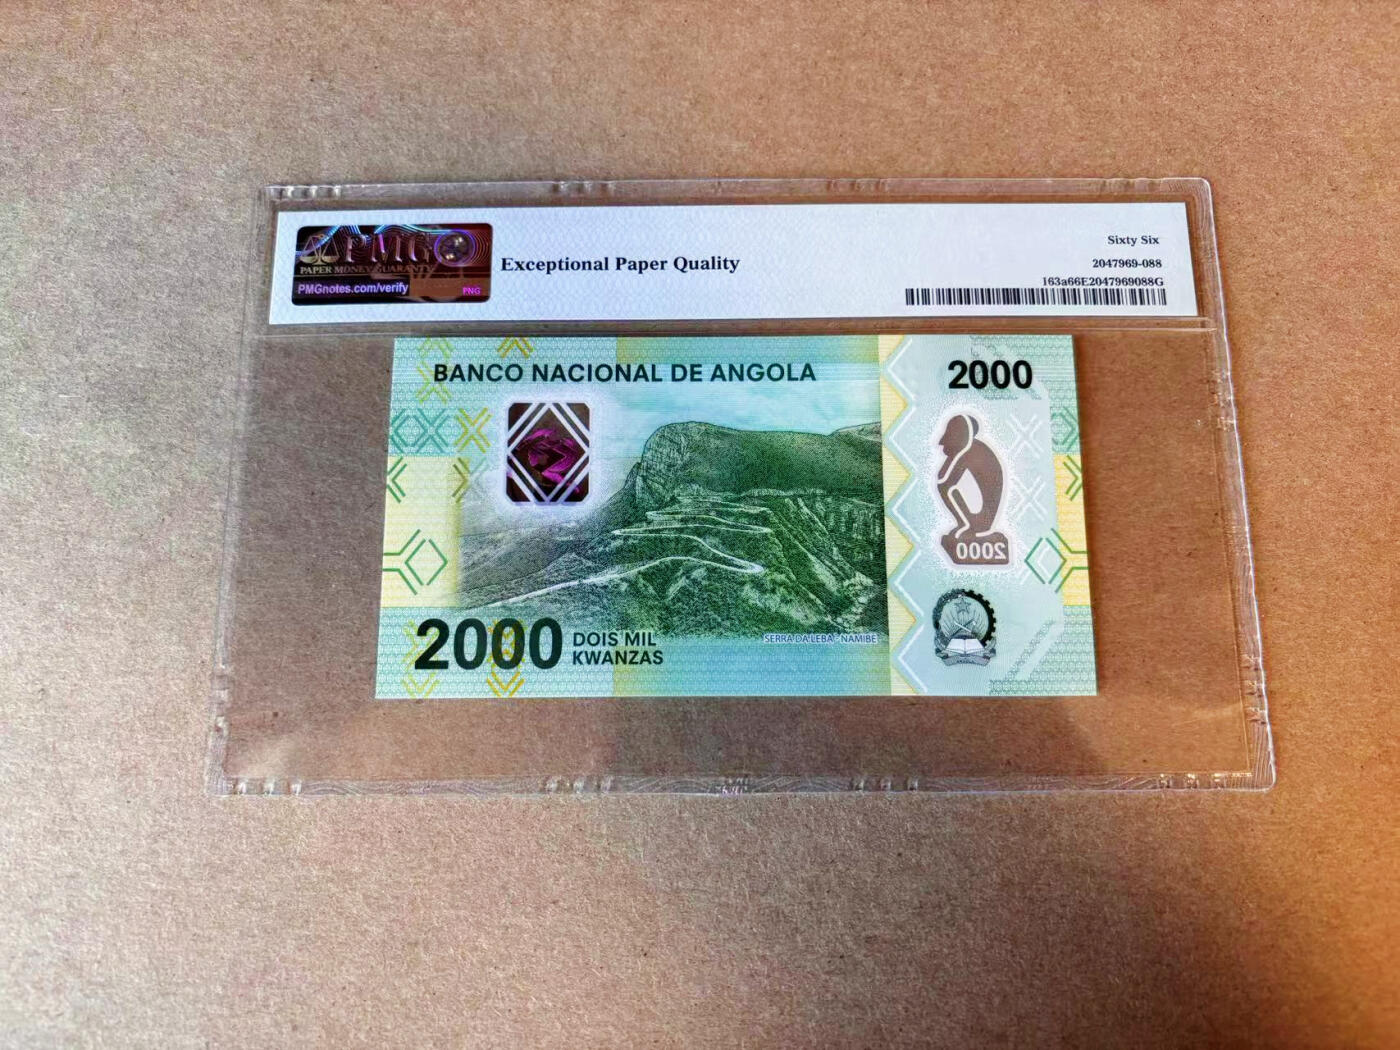 PMG
PAPER MONEY GUARANTY
PMGnotes.com/verify
PNG
Exceptional Paper Quality
Sixty Six
2047969-088
163a66E2047969088G
BANCO NACIONAL DE ANGOLA
2000
2000
2000
DOIS MIL
KWANZAS
SERRA DA LEBA - NAMIBE
ANGOLA